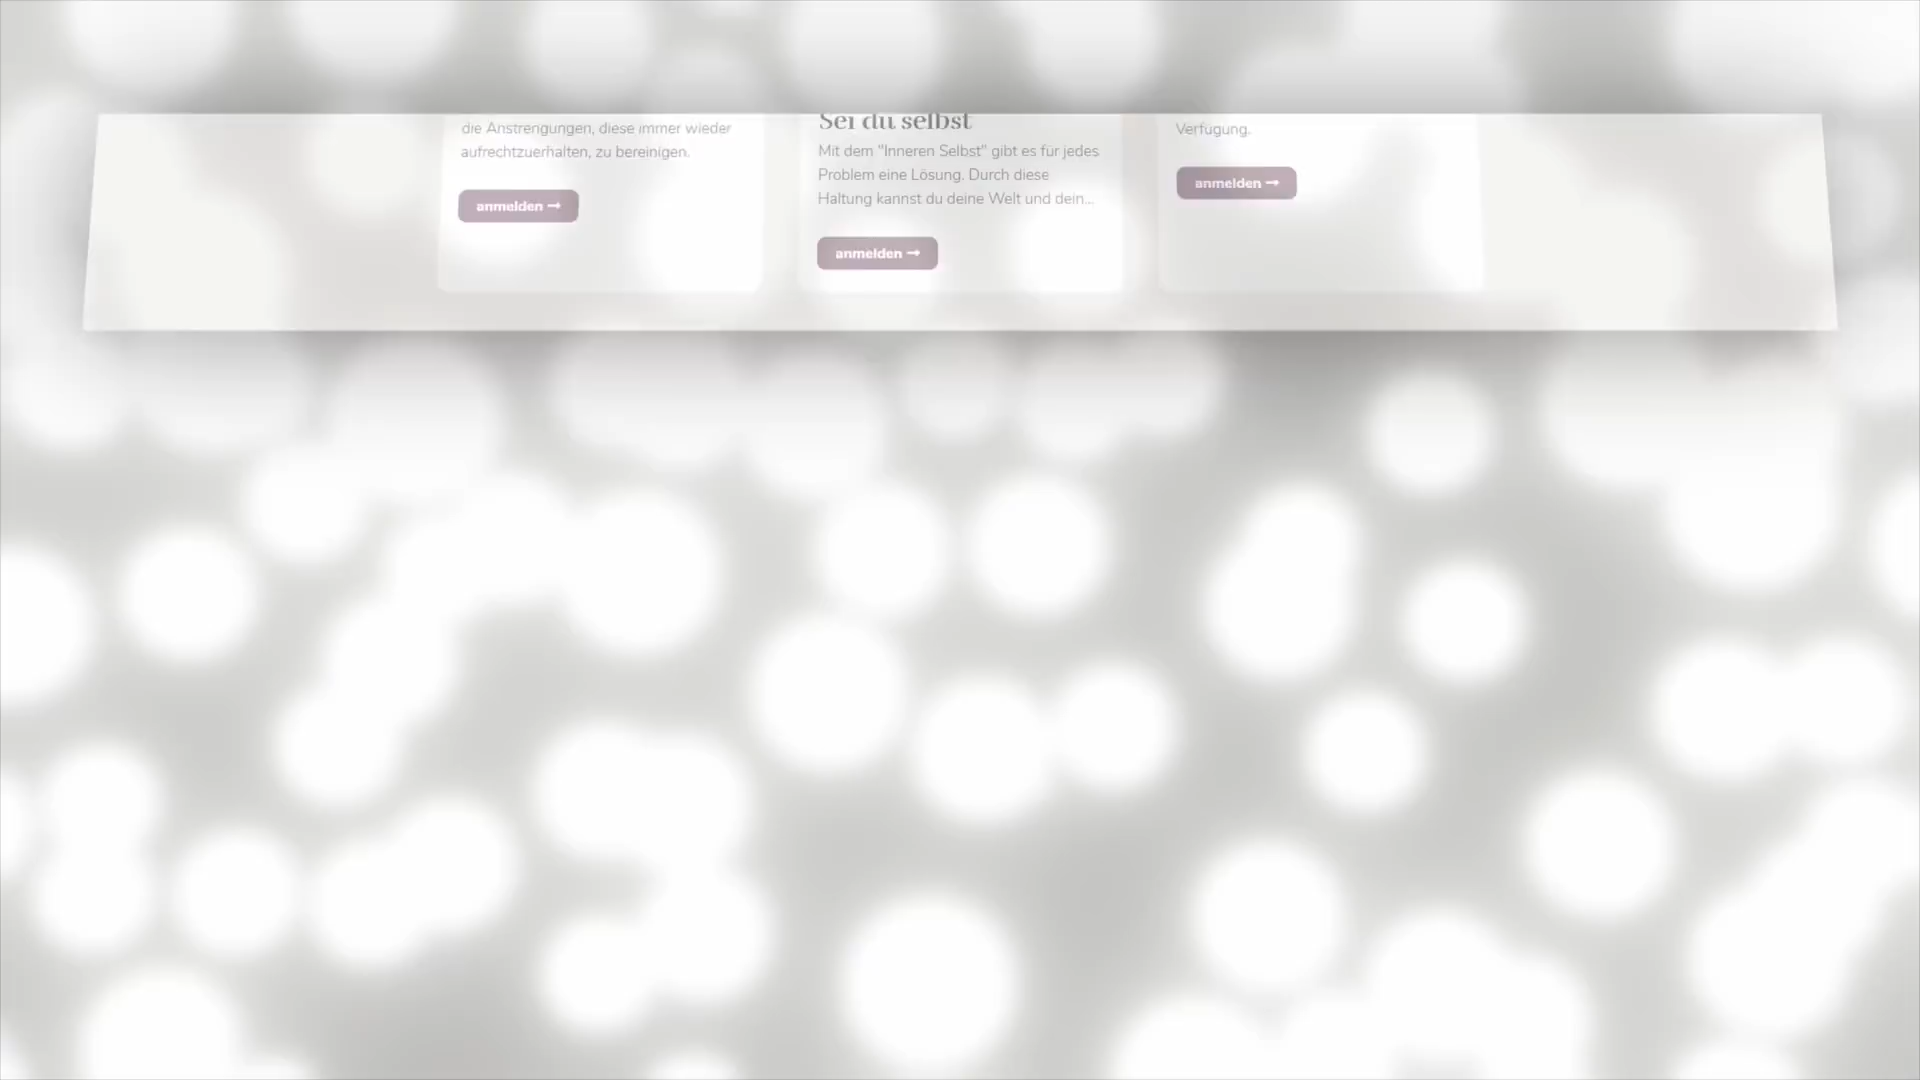 die Anstrengungen, diese immer wieder
aufrechtzuerhalten, zu bereinigen.
anmelden →
Sei du selbst
Mit dem "Inneren Selbst" gibt es für jedes
Problem eine Lösung. Durch diese
Haltung kannst du deine Welt und dein...
anmelden →
Verfügung.
anmelden →